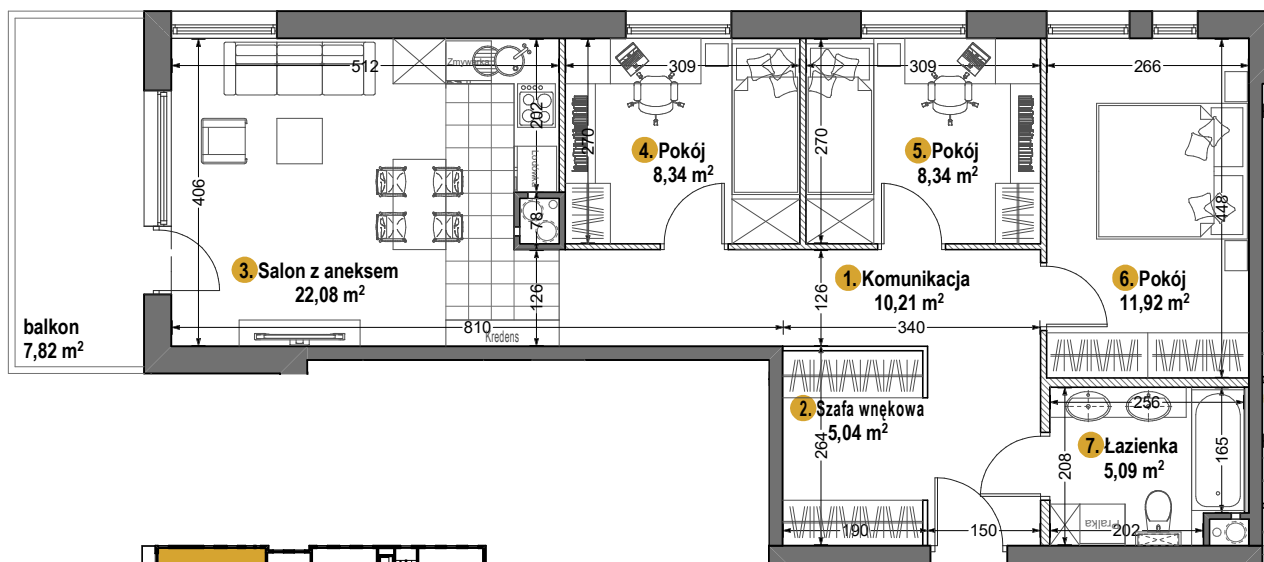 512
Zmywarka
202
309
309
266
270
270
4. Pokój
8,34 m²
5. Pokój
8,34 m²
Lodówka
406
78
448
3. Salon z aneksem
22,08 m²
126
1. Komunikacja
10,21 m²
126
6. Pokój
11,92 m²
balkon
7,82 m²
810
Kredens
340
2. Szafa wnękowa
5,04 m²
264
256
165
208
7. Łazienka
5,09 m²
Pralka
190
150
202